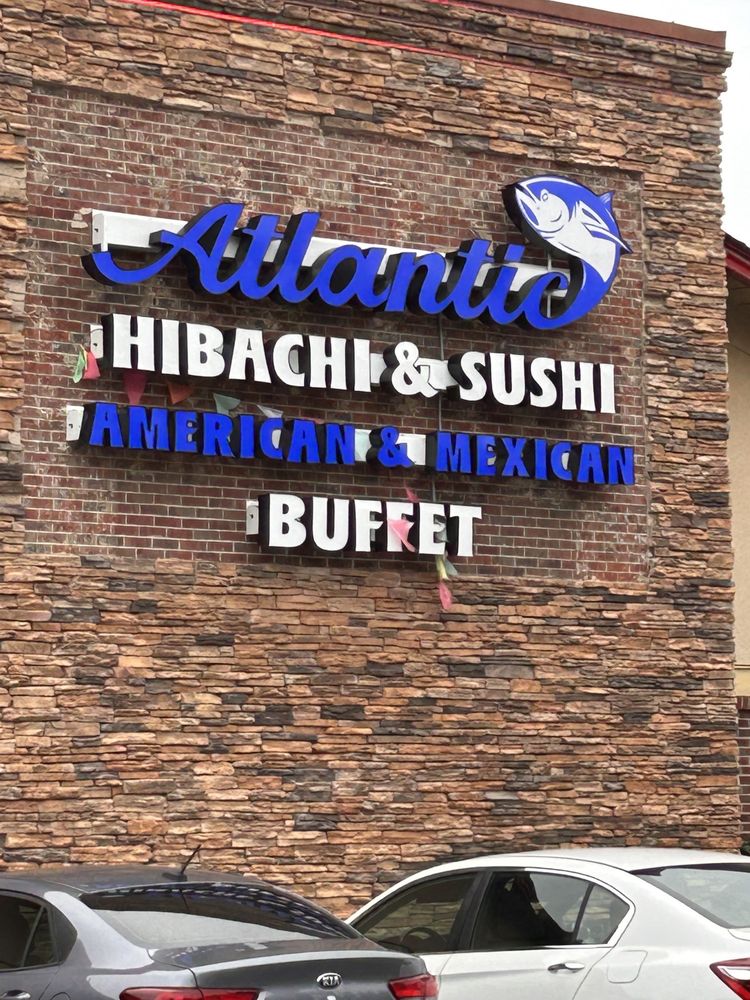 Atlantic
HIBACHI & SUSHI
AMERICAN & MEXICAN
BUFFET
KIA